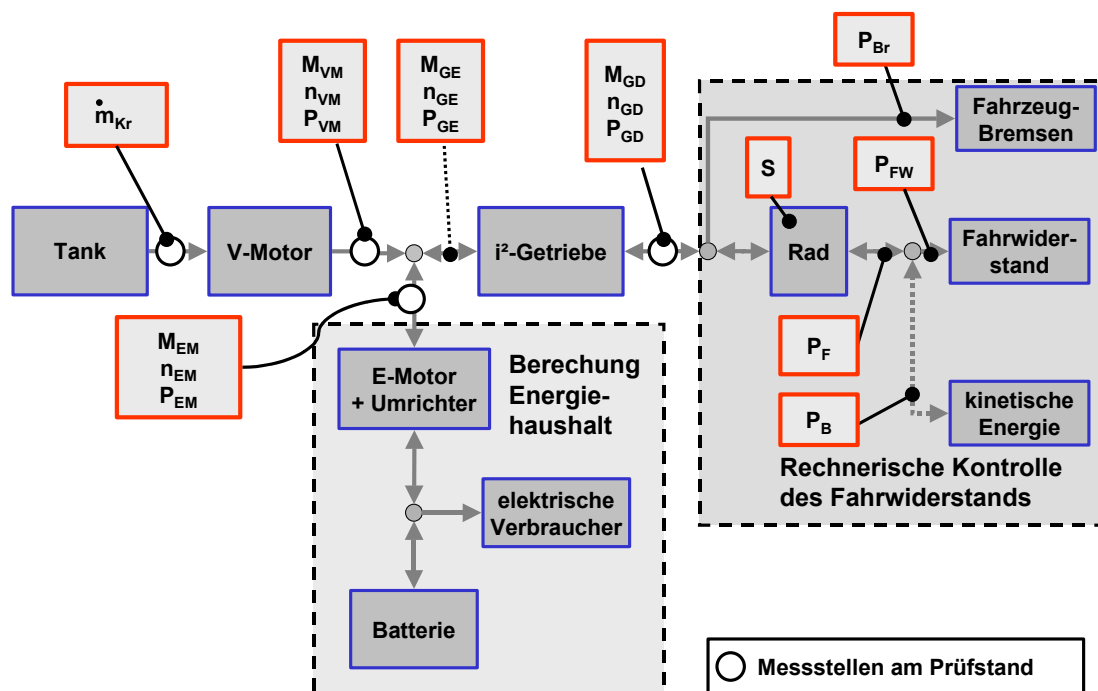 P_Br
M_VM
n_VM
P_VM
M_GE
n_GE
P_GE
M_GD
n_GD
P_GD
ṁ_Kr
Fahrzeug-
Bremsen
S
P_FW
Tank
V-Motor
i²-Getriebe
Rad
Fahrwider-
stand
M_EM
n_EM
P_EM
E-Motor
+ Umrichter
Berechung
Energie-
haushalt
P_F
P_B
kinetische
Energie
Rechnerische Kontrolle
des Fahrwiderstands
elektrische
Verbraucher
Batterie
Messstellen am Prüfstand